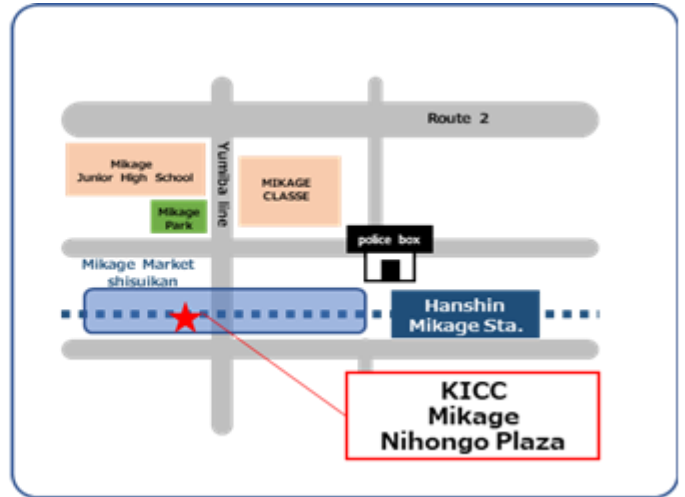 Route 2
Mikage
Junior High School
Yumiba line
MIKAGE
CLASSE
Mikage
Park
police box
Mikage Market
shisuikan
Hanshin
Mikage Sta.
KICC
Mikage
Nihongo Plaza